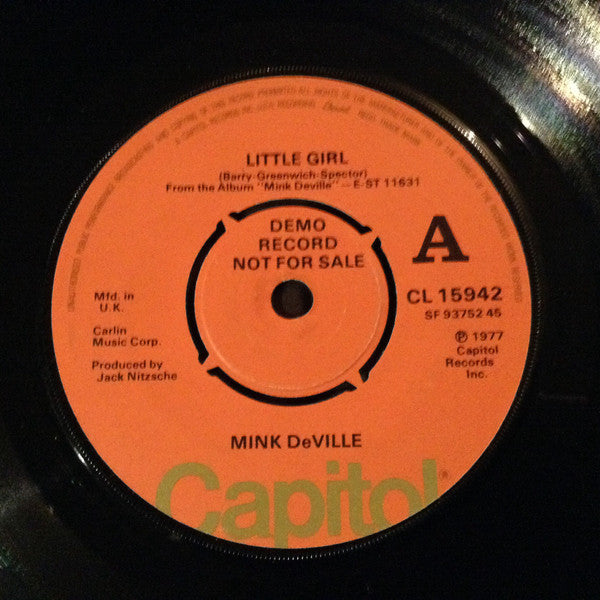 LITTLE GIRL
(Barry-Greenwich-Spector)
From the Album "Mink Deville" – E-ST 11631
DEMO
RECORD
NOT FOR SALE
A
Mfd. in
U.K.
Carlin
Music Corp.
Produced by
Jack Nitzsche
CL 15942
SF 93752 45
℗ 1977
Capitol
Records
Inc.
MINK DeVILLE
Capitol®